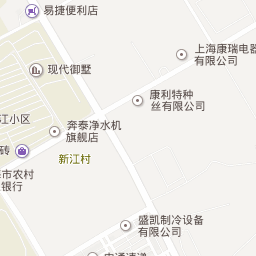 易捷便利店
上海康瑞电器
有限公司
现代御墅
康利特种
丝有限公司
江小区
奔泰净水机
旗舰店
砖
新江村
市农村
银行
盛凯制冷设备
有限公司